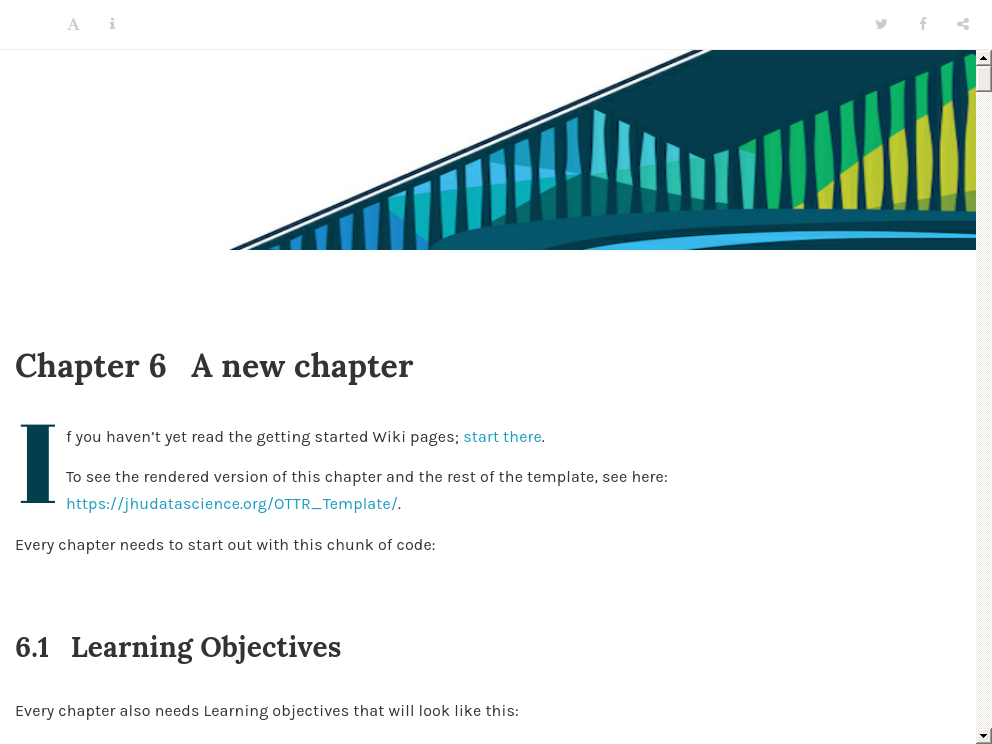 Chapter 6 A new chapter
If you haven’t yet read the getting started Wiki pages; start there.
To see the rendered version of this chapter and the rest of the template, see here:
https://jhudatascience.org/OTTR_Template/.
Every chapter needs to start out with this chunk of code:
6.1 Learning Objectives
Every chapter also needs Learning objectives that will look like this: